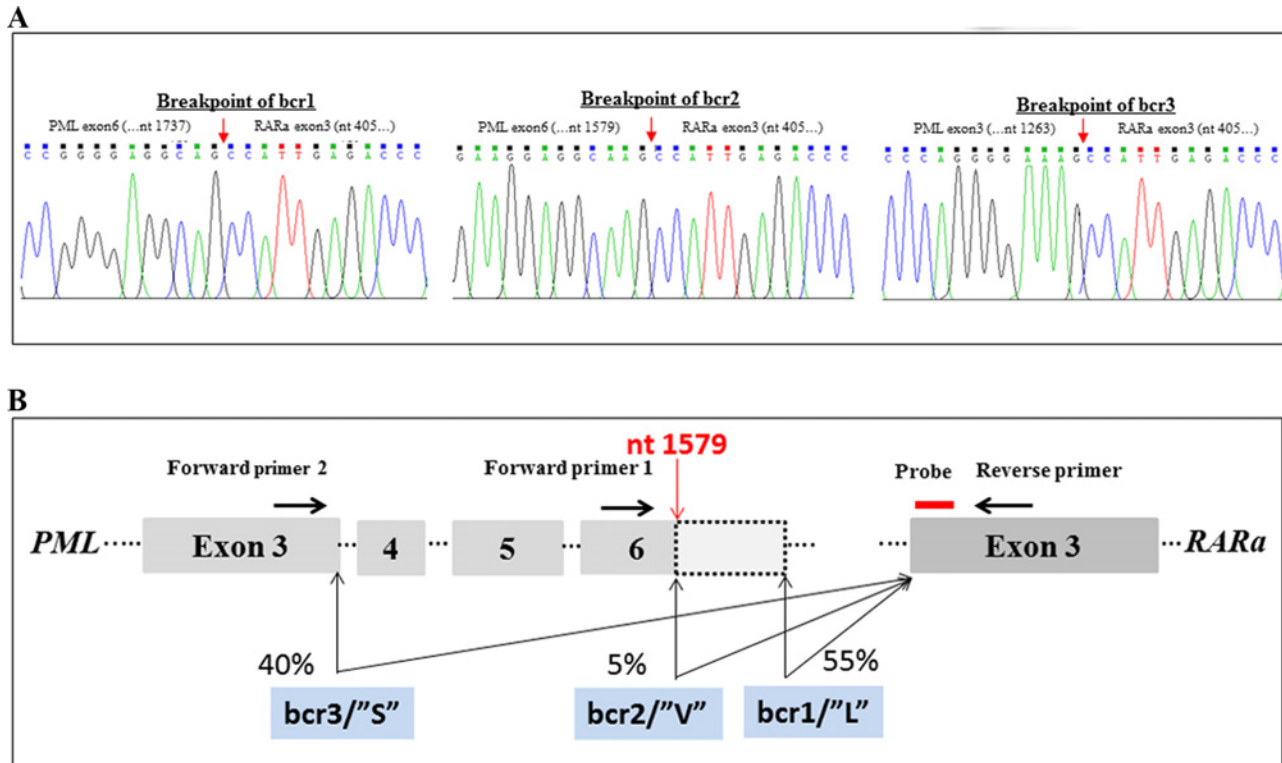 A
Breakpoint of bcr1
PML exon6 (...nt 1737) RARa exon3 (nt 405...)
C C G G G G A G G C A G C C A T T G A G A C C C
Breakpoint of bcr2
PML exon6 (...nt 1579) RARa exon3 (nt 405...)
G A A G G A G G C A A G C C A T T G A G A C C C
Breakpoint of bcr3
PML exon3 (...nt 1263) RARa exon3 (nt 405...)
C C C A G G G G A A A G C C A T T G A G A C C C
B
nt 1579
Forward primer 2 Forward primer 1 Probe Reverse primer
PML Exon 3 4 5 6 Exon 3 RARa
40% 5% 55%
bcr3/"S" bcr2/"V" bcr1/"L"